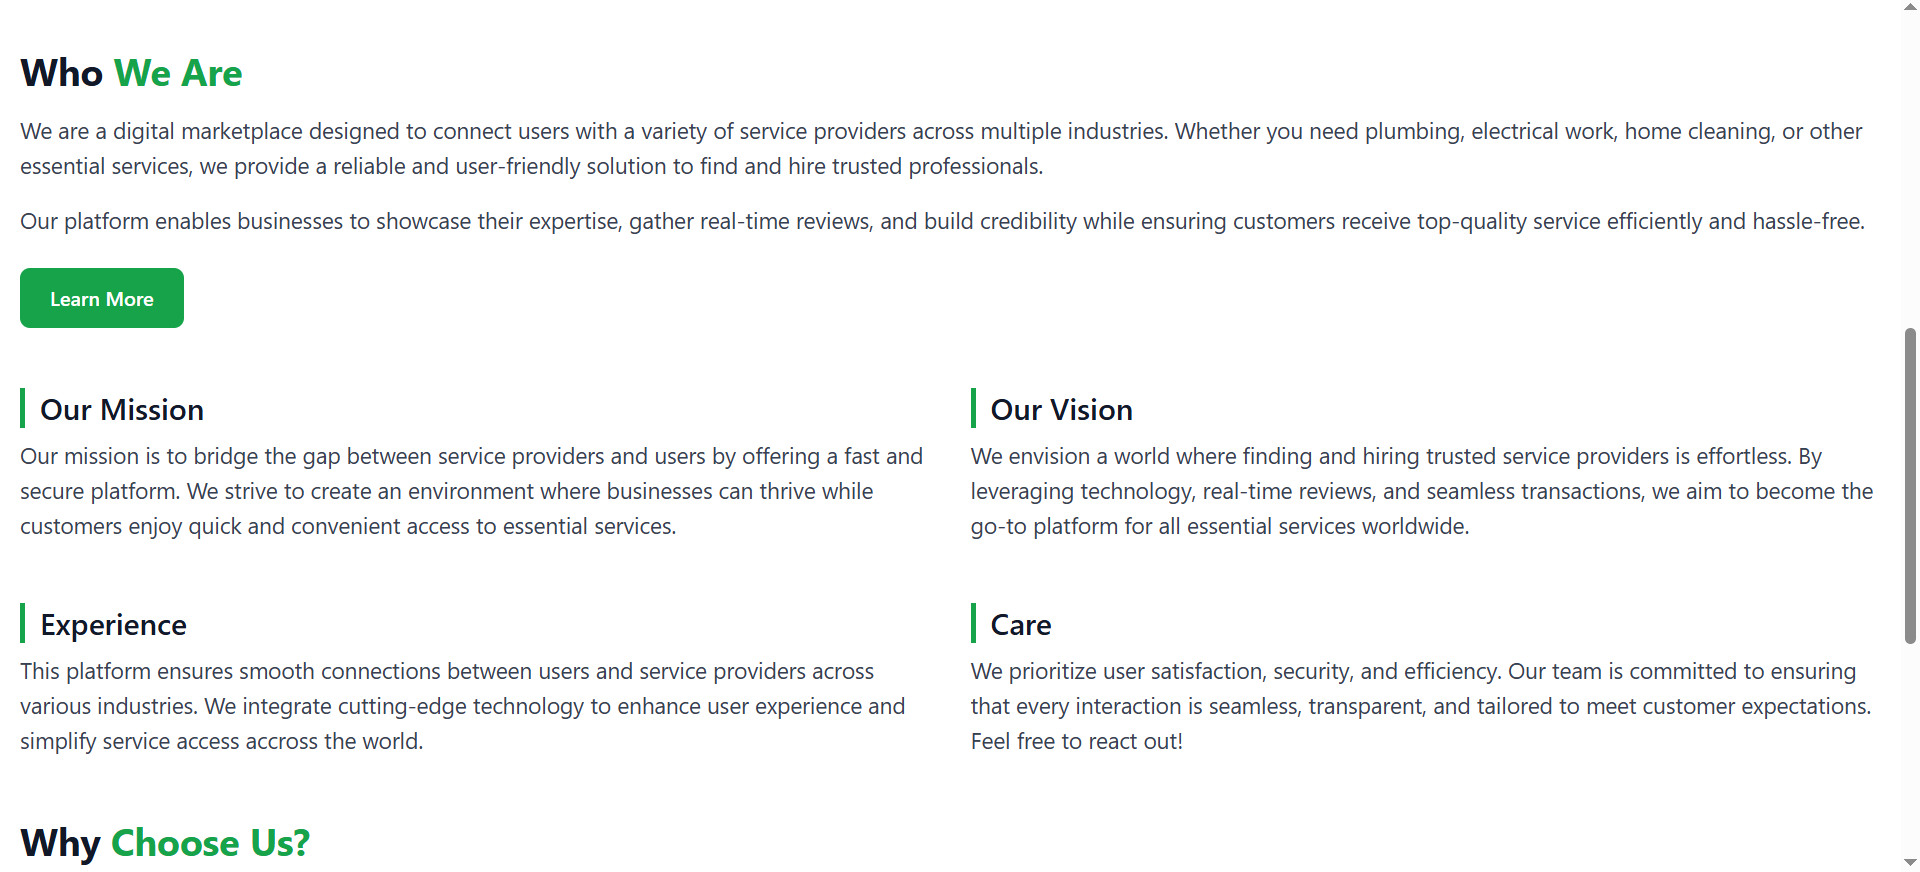 Who We Are
We are a digital marketplace designed to connect users with a variety of service providers across multiple industries. Whether you need plumbing, electrical work, home cleaning, or other
essential services, we provide a reliable and user-friendly solution to find and hire trusted professionals.
Our platform enables businesses to showcase their expertise, gather real-time reviews, and build credibility while ensuring customers receive top-quality service efficiently and hassle-free.
Learn More
Our Mission
Our mission is to bridge the gap between service providers and users by offering a fast and
secure platform. We strive to create an environment where businesses can thrive while
customers enjoy quick and convenient access to essential services.
Our Vision
We envision a world where finding and hiring trusted service providers is effortless. By
leveraging technology, real-time reviews, and seamless transactions, we aim to become the
go-to platform for all essential services worldwide.
Experience
This platform ensures smooth connections between users and service providers across
various industries. We integrate cutting-edge technology to enhance user experience and
simplify service access accross the world.
Care
We prioritize user satisfaction, security, and efficiency. Our team is committed to ensuring
that every interaction is seamless, transparent, and tailored to meet customer expectations.
Feel free to react out!
Why Choose Us?